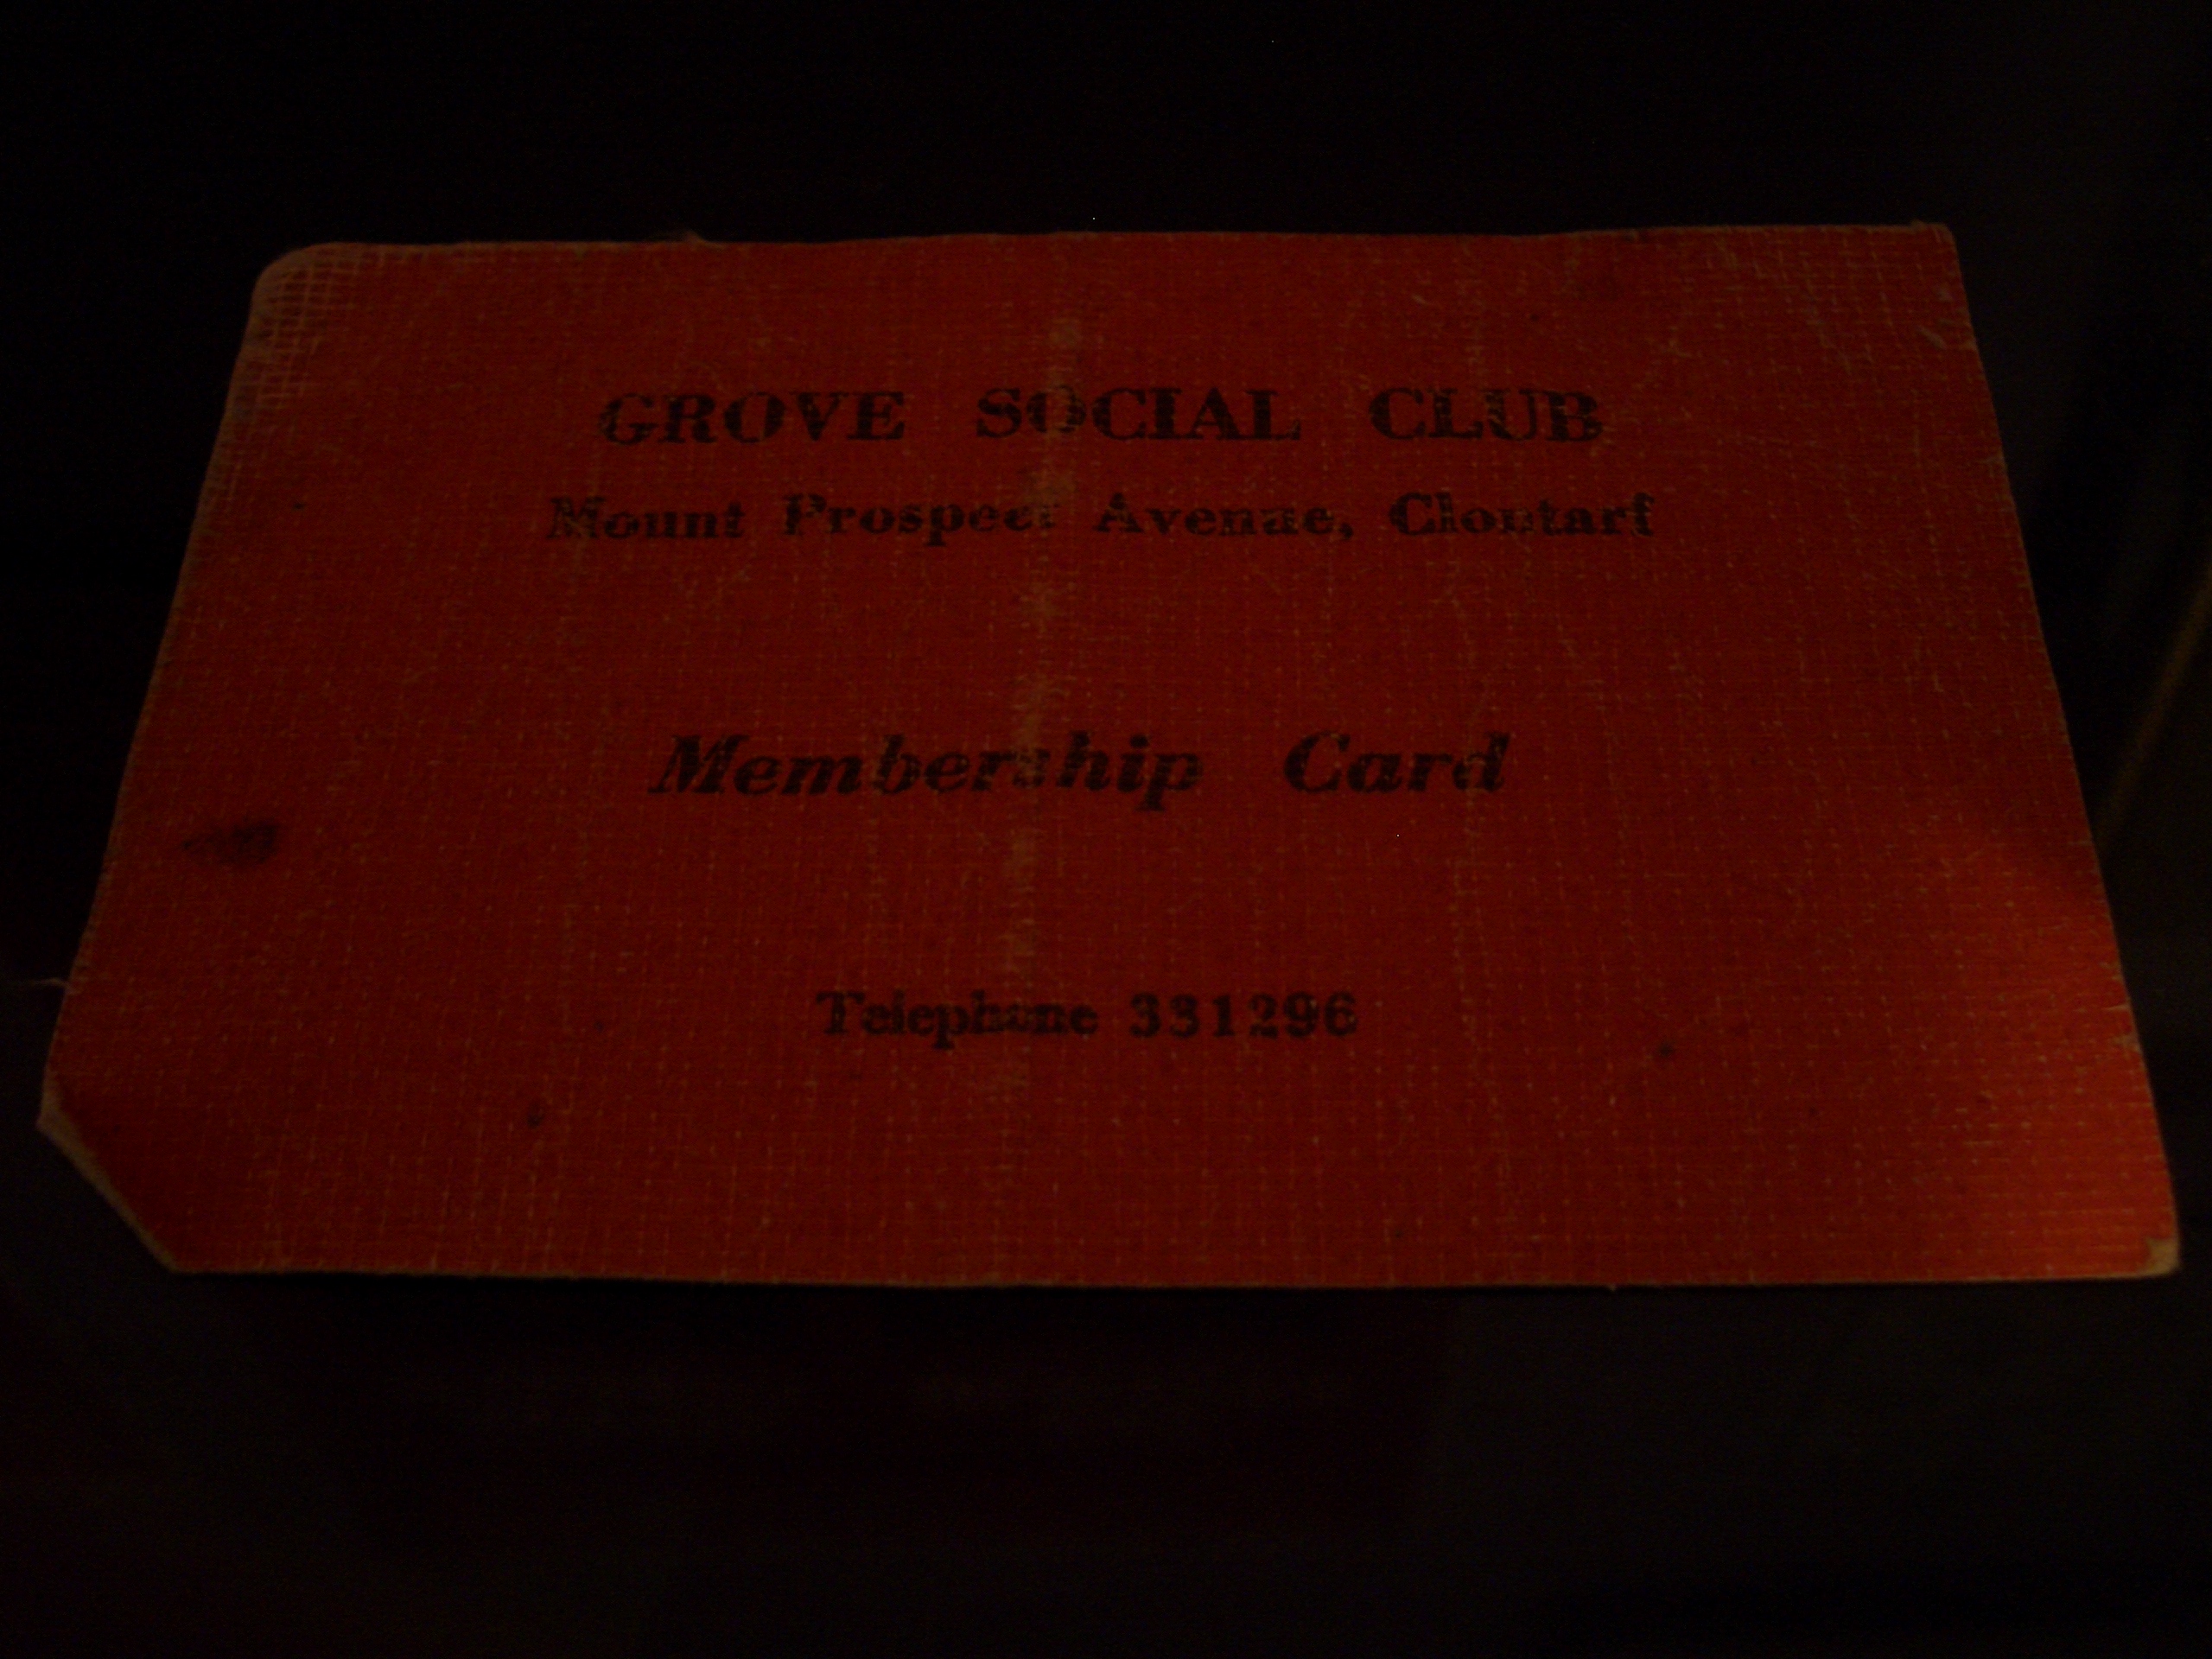 GROVE SOCIAL CLUB
Mount Prospect Avenue, Clontarf
Membership Card
Telephone 331296